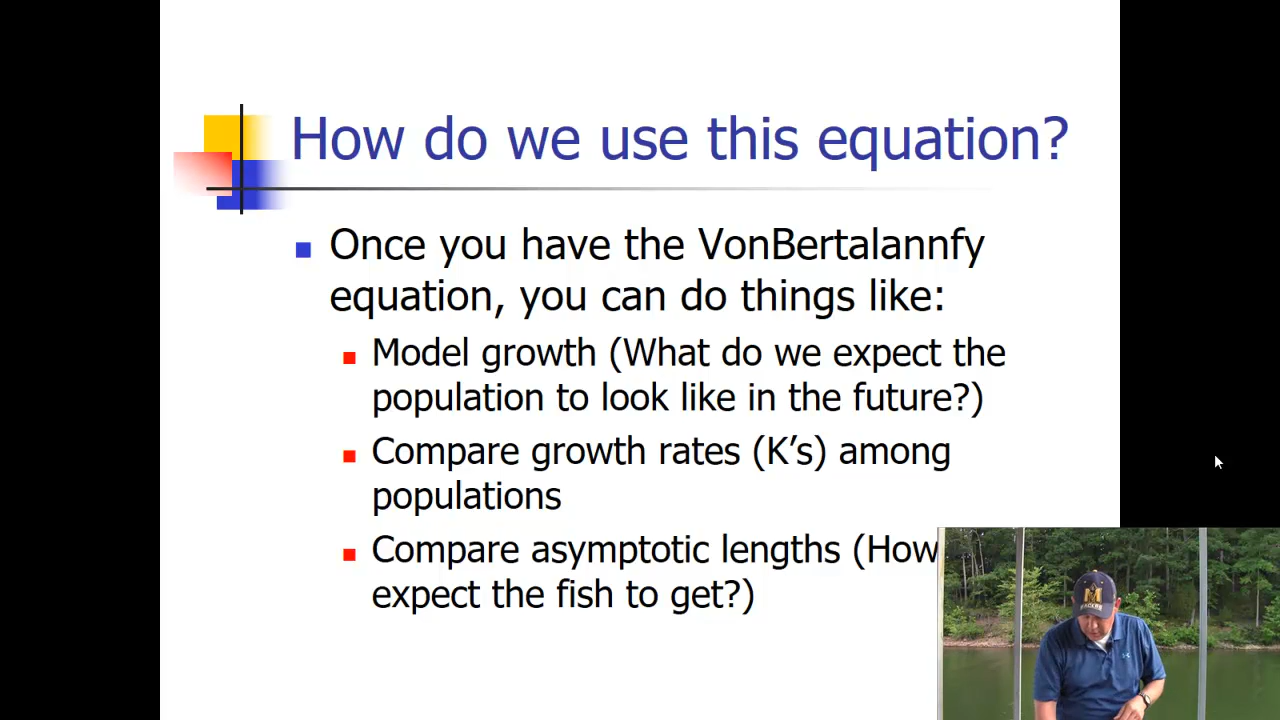 How do we use this equation?
Once you have the VonBertalannfy
equation, you can do things like:
Model growth (What do we expect the
population to look like in the future?)
Compare growth rates (K’s) among
populations
Compare asymptotic lengths (How
expect the fish to get?)
M
RACERS